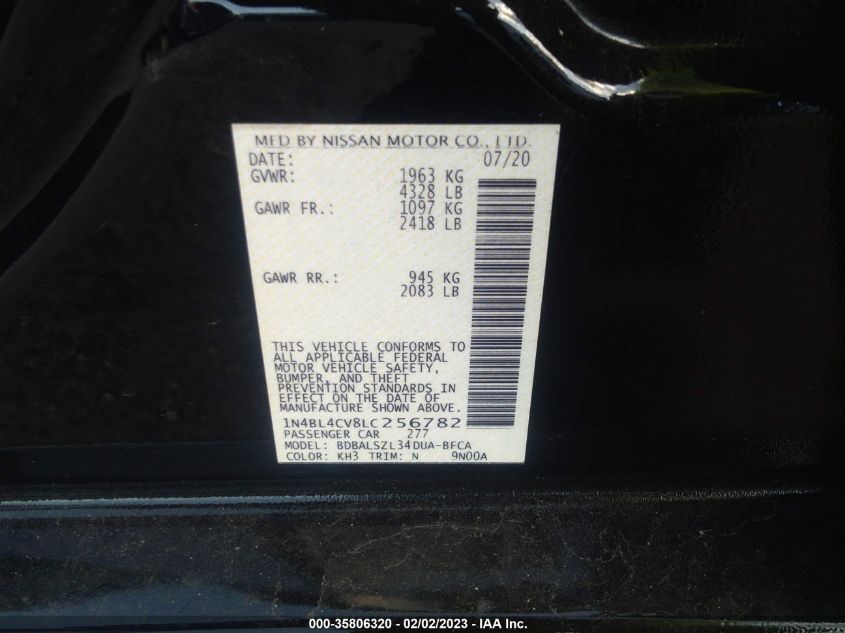 MFD BY NISSAN MOTOR CO., LTD.
DATE: 07/20
GVWR: 1963 KG
4328 LB
GAWR FR.: 1097 KG
2418 LB
GAWR RR.: 945 KG
2083 LB
THIS VEHICLE CONFORMS TO
ALL APPLICABLE FEDERAL
MOTOR VEHICLE SAFETY,
BUMPER, AND THEFT
PREVENTION STANDARDS IN
EFFECT ON THE DATE OF
MANUFACTURE SHOWN ABOVE.
1N4BL4CV8LC256782
PASSENGER CAR 277
MODEL: BDBALSZL34DUA-BFCA
COLOR: KH3 TRIM: N 9N00A
000-35806320 - 02/02/2023 - IAA Inc.